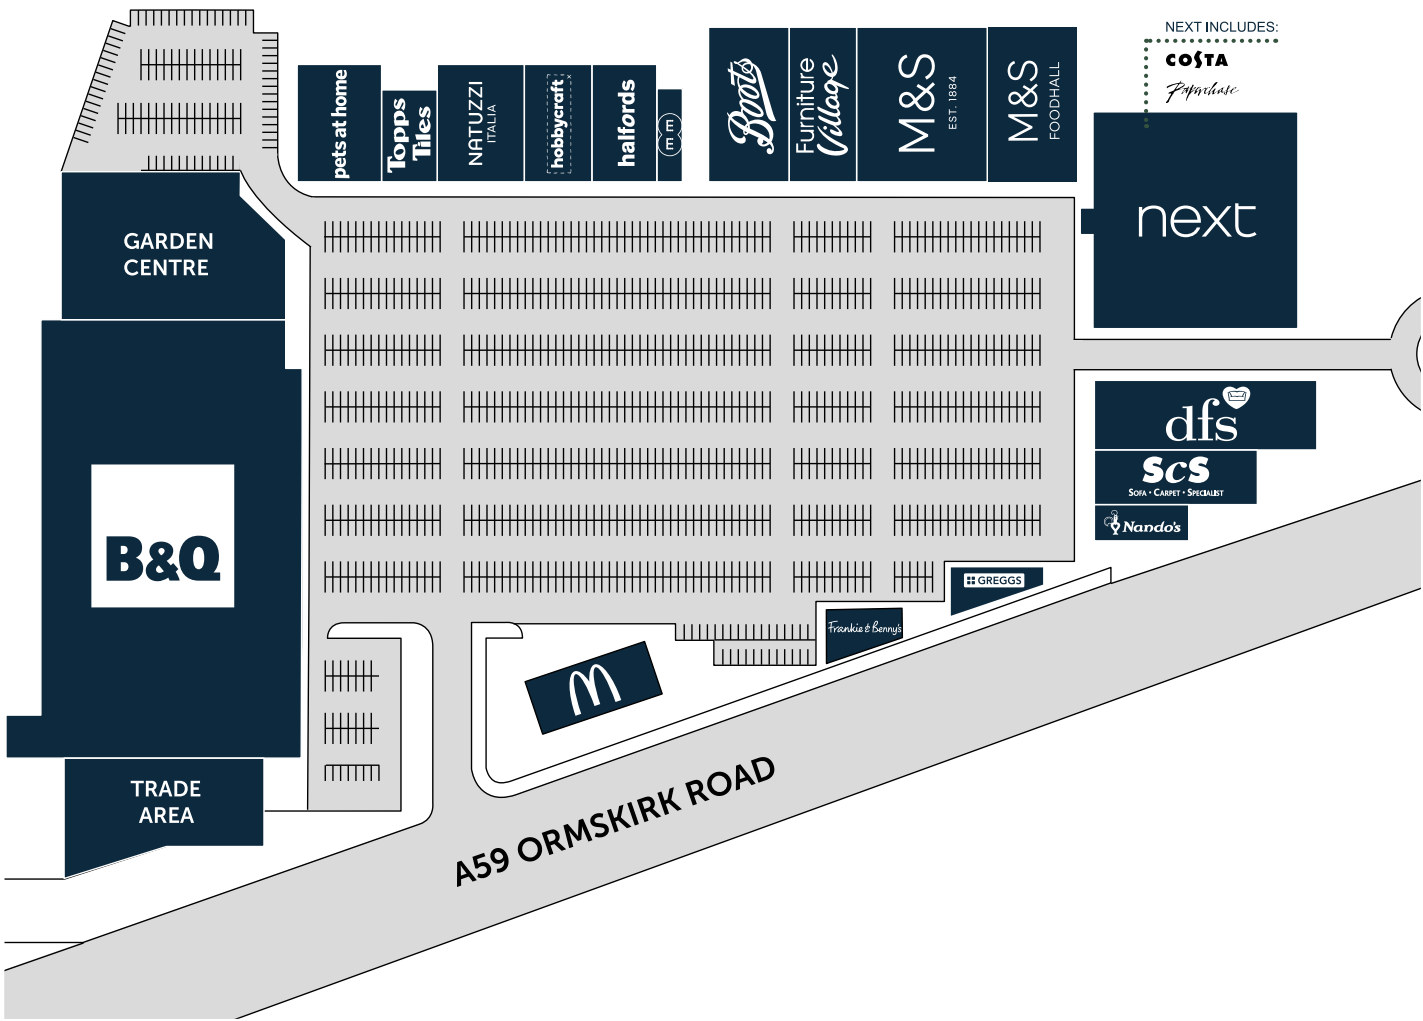 NEXT INCLUDES:
COSTA
Paperchase
pets at home
Topps
Tiles
NATUZZI
ITALIA
hobbycraft
halfords
EE
Boots
Furniture
Village
M&S
EST. 1884
M&S
FOODHALL
next
GARDEN
CENTRE
dfs
ScS
SOFA • CARPET • SPECIALIST
Nando's
B&Q
GREGGS
Frankie & Benny's
M
TRADE
AREA
A59 ORMSKIRK ROAD